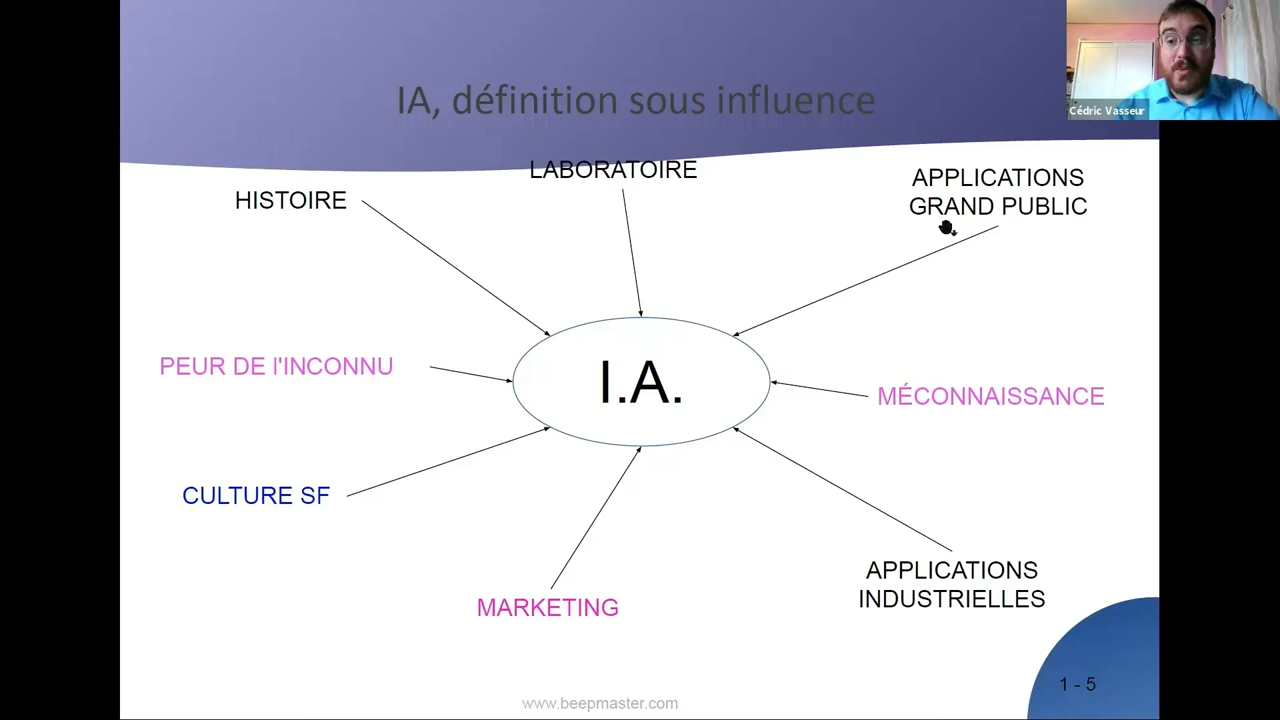 IA, définition sous influence
Cédric Vasseur
LABORATOIRE
HISTOIRE
APPLICATIONS
GRAND PUBLIC
I.A.
PEUR DE l'INCONNU
MÉCONNAISSANCE
CULTURE SF
APPLICATIONS
INDUSTRIELLES
MARKETING
1 - 5
www.beepmaster.com